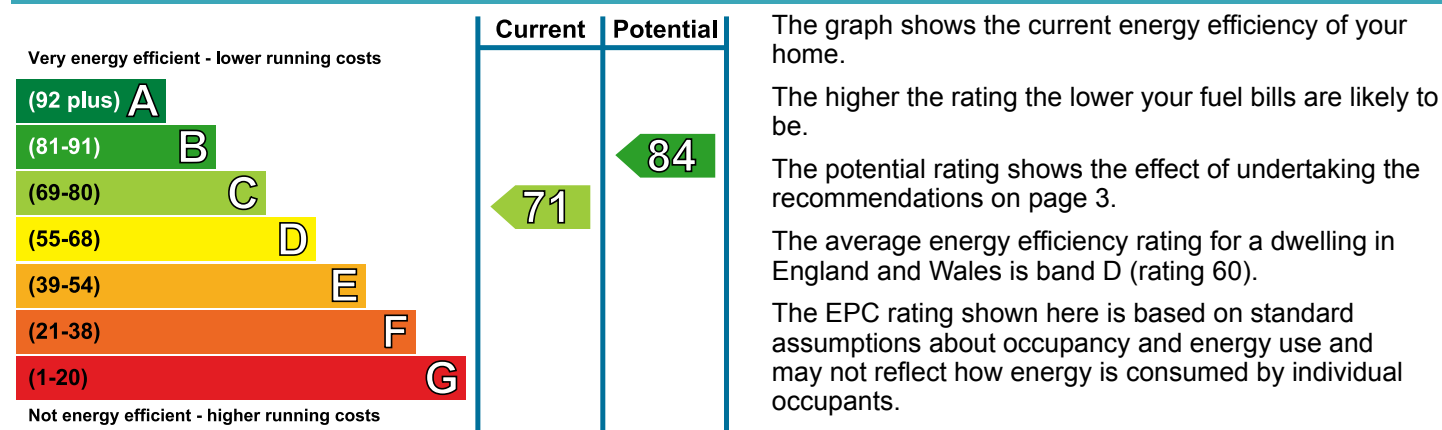 Current Potential
Very energy efficient - lower running costs
(92 plus) A
(81-91) B
(69-80) C
(55-68) D
(39-54) E
(21-38) F
(1-20) G
Not energy efficient - higher running costs
71
84
The graph shows the current energy efficiency of your
home.
The higher the rating the lower your fuel bills are likely to
be.
The potential rating shows the effect of undertaking the
recommendations on page 3.
The average energy efficiency rating for a dwelling in
England and Wales is band D (rating 60).
The EPC rating shown here is based on standard
assumptions about occupancy and energy use and
may not reflect how energy is consumed by individual
occupants.